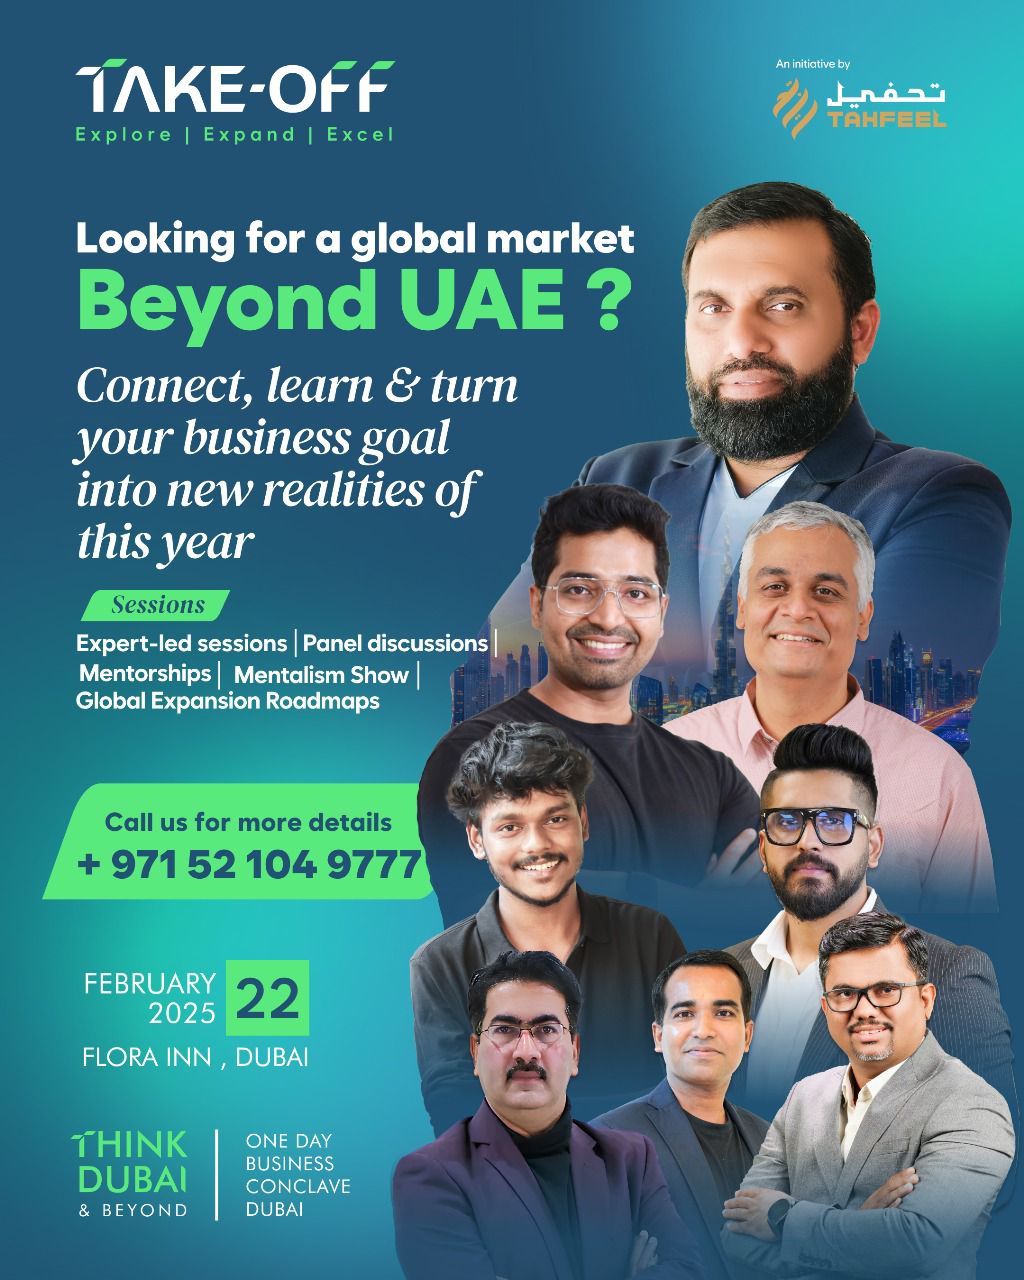 TAKE-OFF
Explore | Expand | Excel
An initiative by
تحفيل
TAHFEEL
Looking for a global market
Beyond UAE ?
Connect, learn & turn
your business goal
into new realities of
this year
Sessions
Expert-led sessions | Panel discussions |
Mentorships | Mentalism Show |
Global Expansion Roadmaps
Call us for more details
+ 971 52 104 9777
FEBRUARY 22
2025
FLORA INN , DUBAI
THINK
DUBAI
& BEYOND
ONE DAY
BUSINESS
CONCLAVE
DUBAI